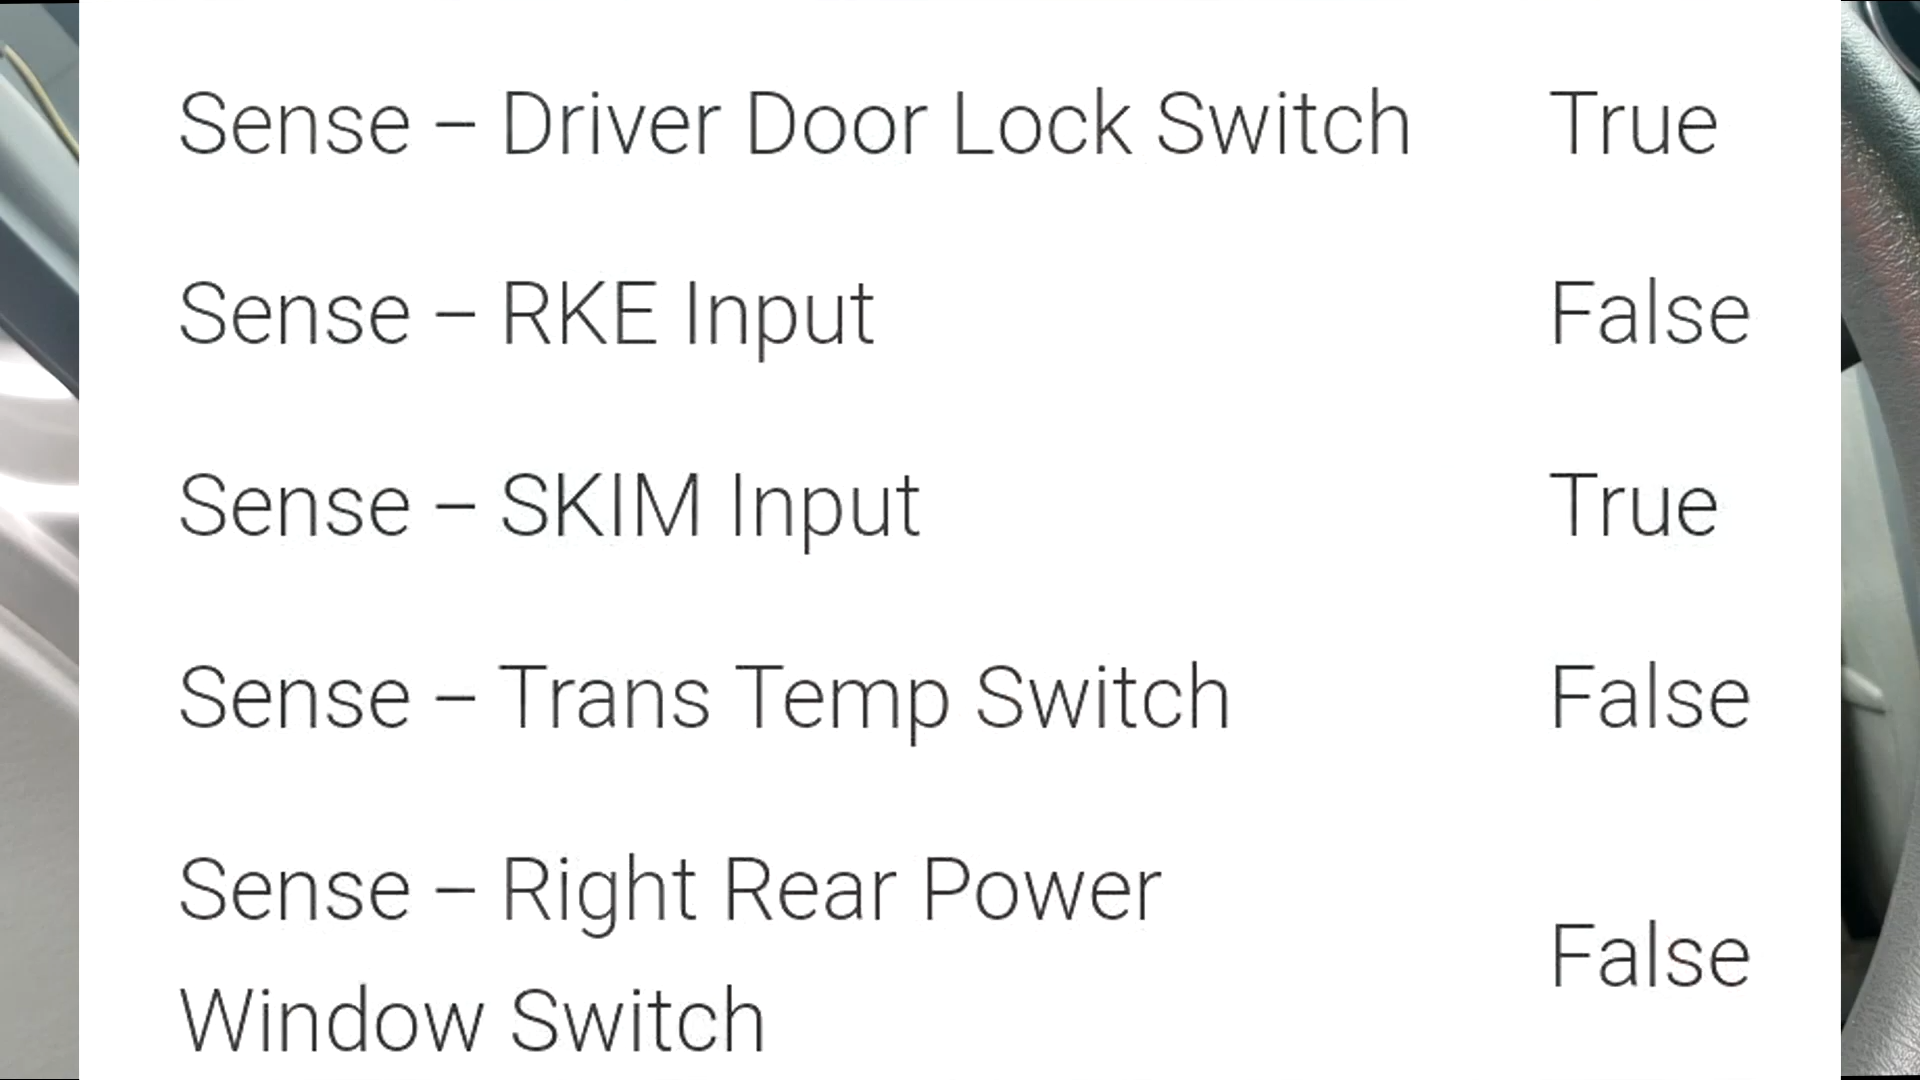 Sense – Driver Door Lock Switch True
Sense – RKE Input False
Sense – SKIM Input True
Sense – Trans Temp Switch False
Sense – Right Rear Power
Window Switch False